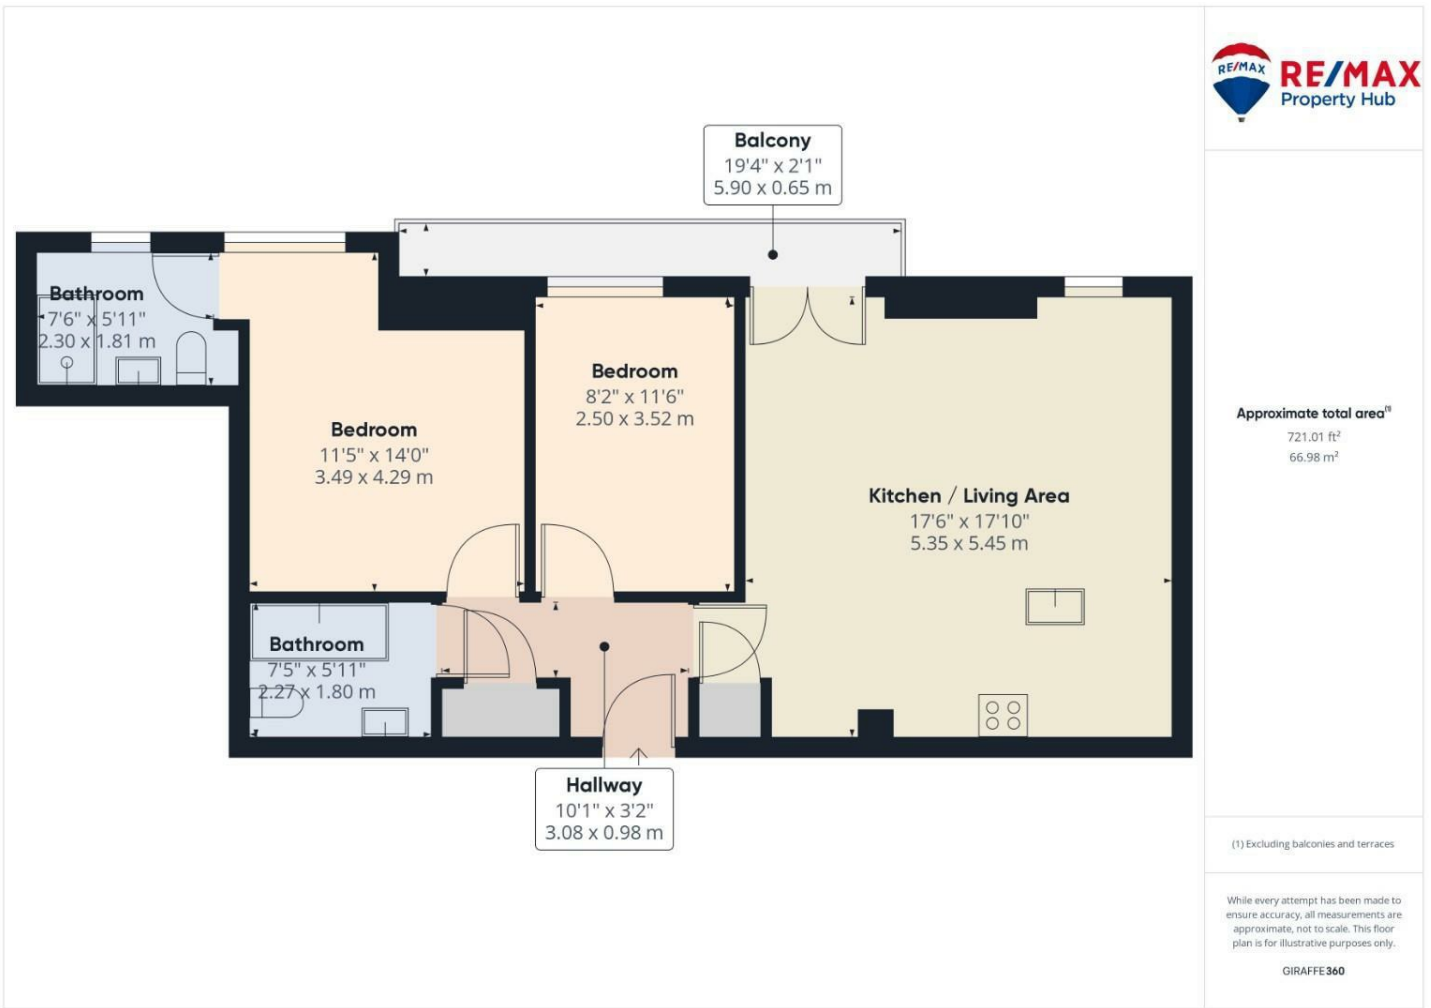 RE/MAX
RE/MAX
Property Hub
Balcony
19'4" x 2'1"
5.90 x 0.65 m
Bathroom
7'6" x 5'11"
2.30 x 1.81 m
Bedroom
11'5" x 14'0"
3.49 x 4.29 m
Bedroom
8'2" x 11'6"
2.50 x 3.52 m
Kitchen / Living Area
17'6" x 17'10"
5.35 x 5.45 m
Bathroom
7'5" x 5'11"
2.27 x 1.80 m
Hallway
10'1" x 3'2"
3.08 x 0.98 m
Approximate total area⁽¹⁾
721.01 ft²
66.98 m²
(1) Excluding balconies and terraces
While every attempt has been made to
ensure accuracy, all measurements are
approximate, not to scale. This floor
plan is for illustrative purposes only.
GIRAFFE360